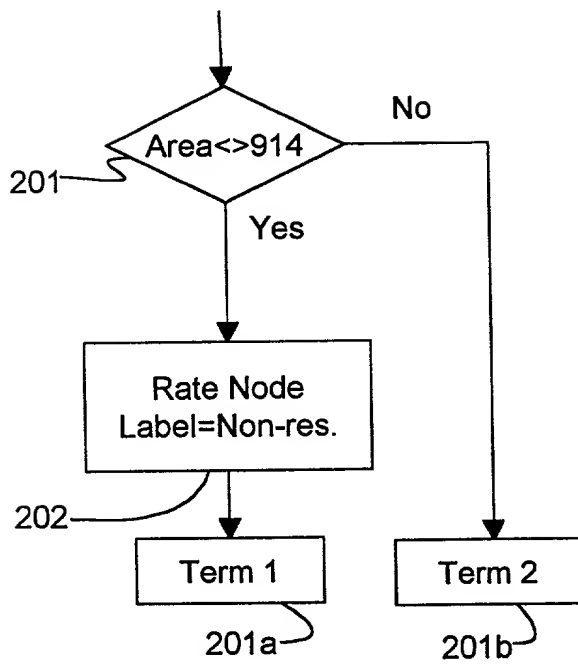 No
Area<>914
201
Yes
Rate Node
Label=Non-res.
202
Term 1
Term 2
201a
201b